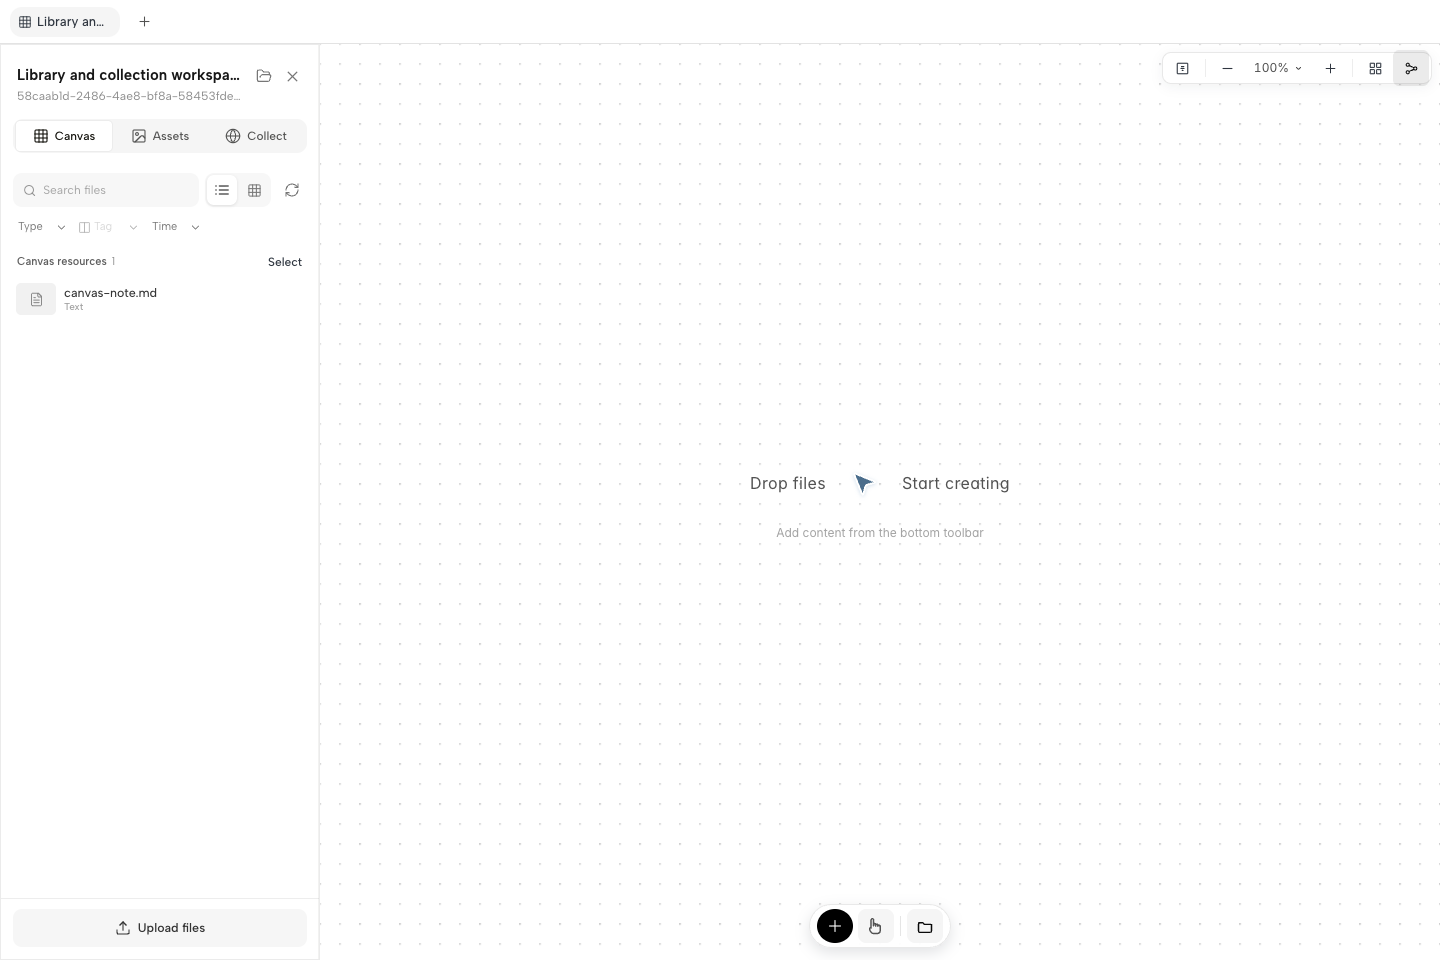 Library an...
Library and collection workspa...
58caab1d-2486-4ae8-bf8a-58453fde...
Canvas
Assets
Collect
Search files
Type
Tag
Time
Canvas resources 1
Select
canvas-note.md
Text
Upload files
100%
Drop files
Start creating
Add content from the bottom toolbar